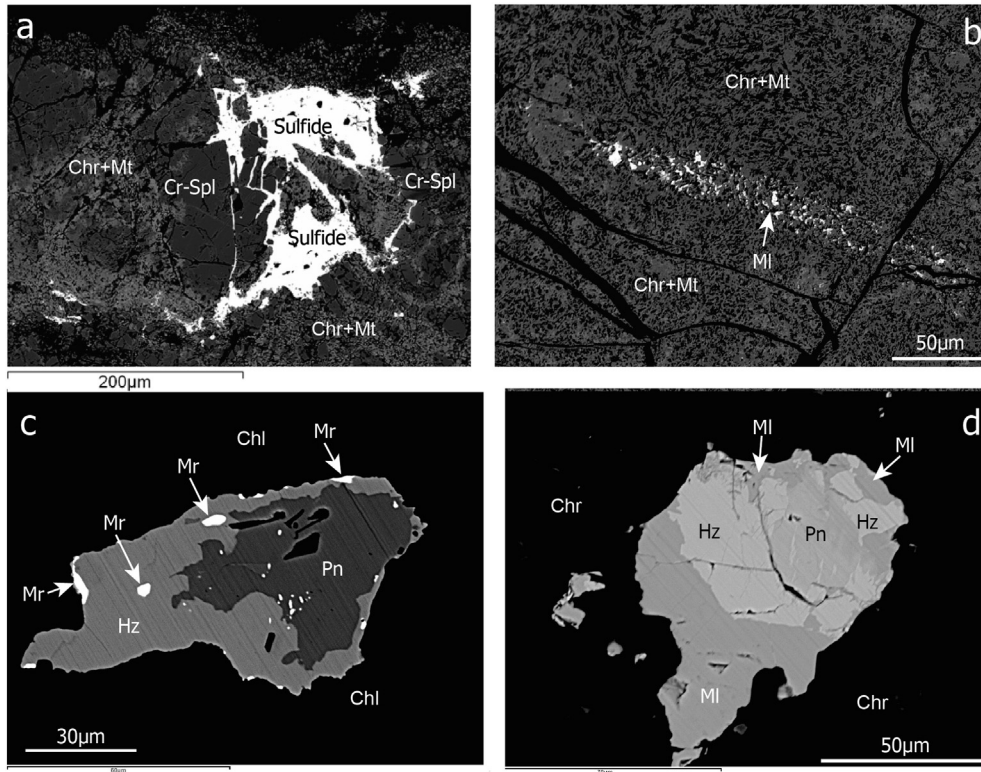 a
Sulfide
Chr+Mt
Cr-Spl
Cr-Spl
Sulfide
Chr+Mt
200µm
b
Chr+Mt
Ml
Chr+Mt
50µm
c
Chl
Mr
Mr
Mr
Pn
Mr
Hz
Chl
30µm
d
Ml
Ml
Chr
Hz
Hz
Pn
Ml
Chr
50µm